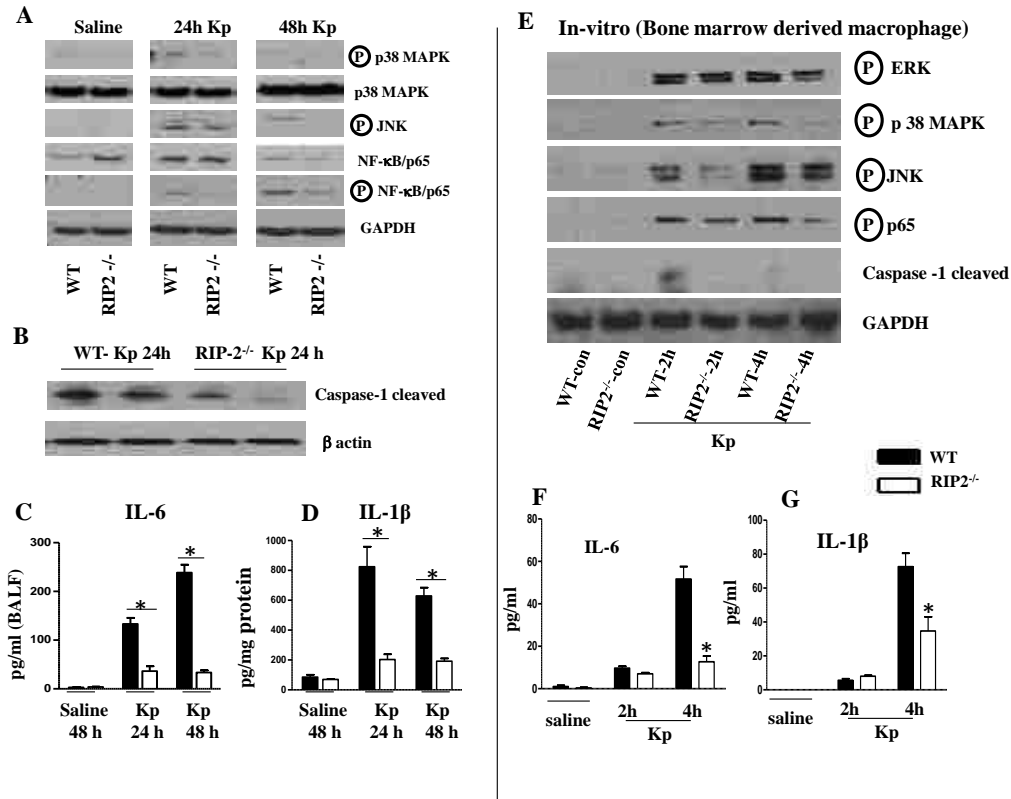 A
Saline 24h Kp 48h Kp
P p38 MAPK
p38 MAPK
P JNK
NF-κB/p65
P NF-κB/p65
GAPDH
WT RIP2 -/- WT RIP2 -/- WT RIP2 -/-
B
WT- Kp 24h RIP-2-/- Kp 24 h
Caspase-1 cleaved
β actin
C
IL-6
pg/ml (BALF)
300
200
100
0
Saline 48 h Kp 24 h Kp 48 h
*
*
D
IL-1β
pg/mg protein
1000
800
600
400
200
0
Saline 48 h Kp 24 h Kp 48 h
*
*
E In-vitro (Bone marrow derived macrophage)
P ERK
P p 38 MAPK
P JNK
P p65
Caspase -1 cleaved
GAPDH
WT-con RIP2-/--con WT-2h RIP2-/--2h WT-4h RIP2-/--4h
Kp
WT
RIP2-/-
F
IL-6
pg/ml
80
60
40
20
0
saline 2h 4h
Kp
*
G
IL-1β
pg/ml
100
80
60
40
20
0
saline 2h 4h
Kp
*